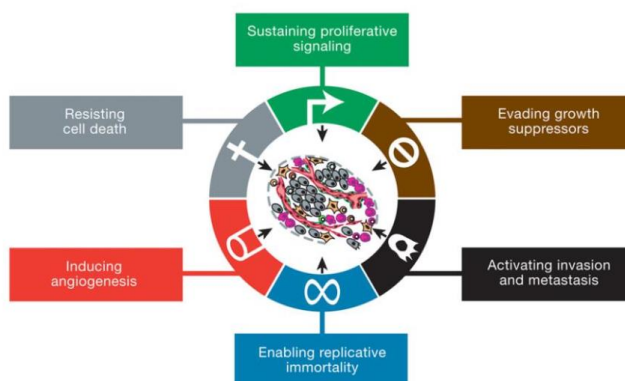 Sustaining proliferative
signaling
Resisting
cell death
Evading growth
suppressors
Inducing
angiogenesis
Activating invasion
and metastasis
Enabling replicative
immortality